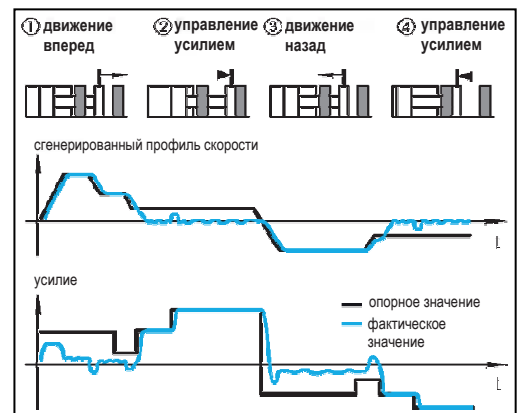 ① движение вперед
② управление усилием
③ движение назад
④ управление усилием
сгенерированный профиль скорости
t
усилие
опорное значение
фактическое значение
t